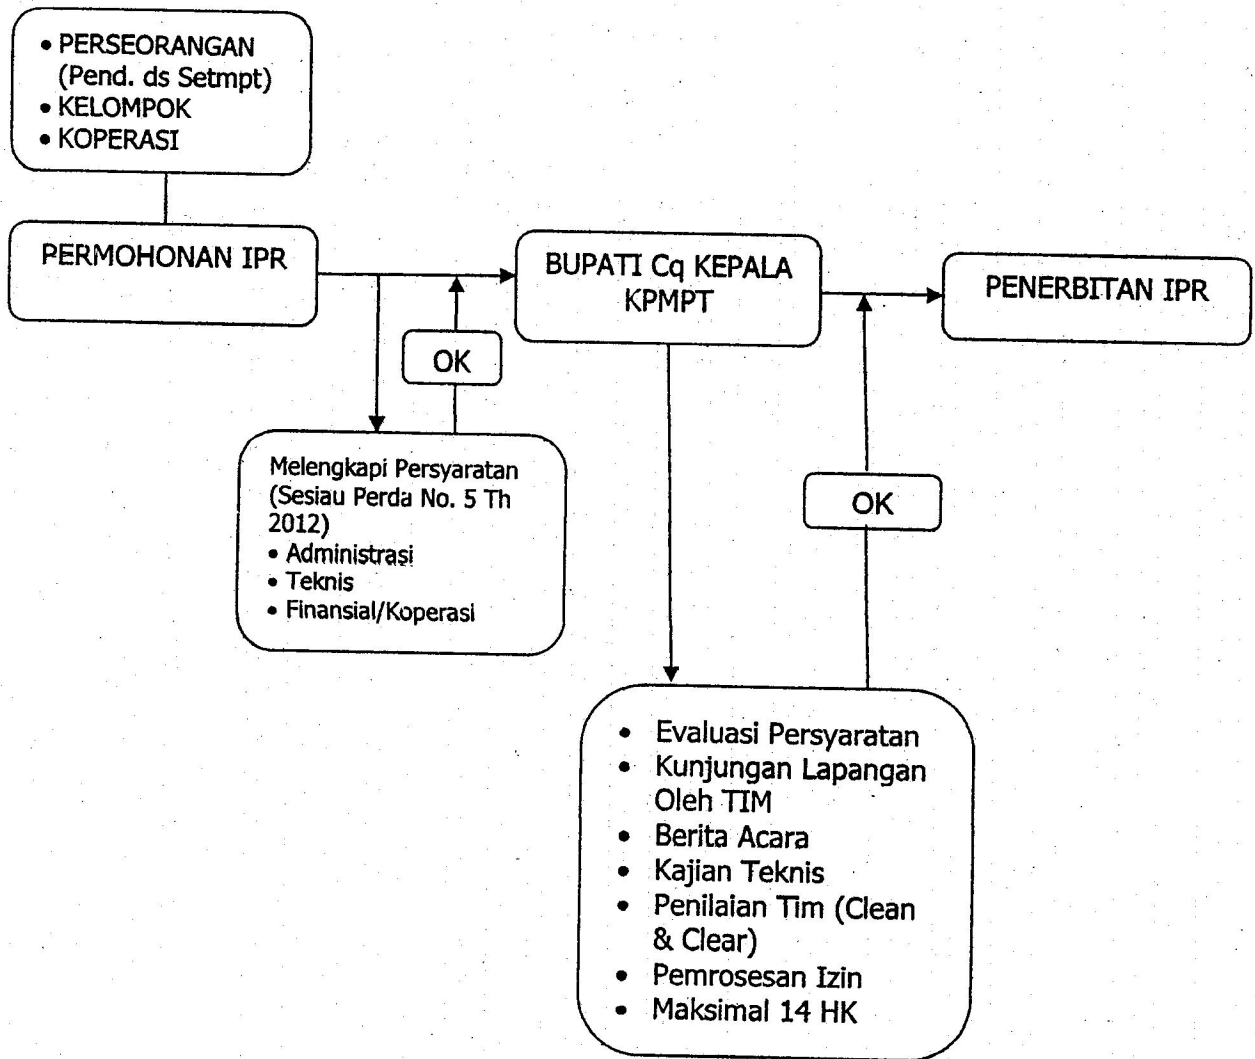 • PERSEORANGAN
(Pend. ds Setmpt)
• KELOMPOK
• KOPERASI
PERMOHONAN IPR
BUPATI Cq KEPALA
KPMPT
PENERBITAN IPR
OK
Melengkapi Persyaratan
(Sesiau Perda No. 5 Th
2012)
• Administrasi
• Teknis
• Finansial/Koperasi
OK
• Evaluasi Persyaratan
• Kunjungan Lapangan
Oleh TIM
• Berita Acara
• Kajian Teknis
• Penilaian Tim (Clean
& Clear)
• Pemrosesan Izin
• Maksimal 14 HK